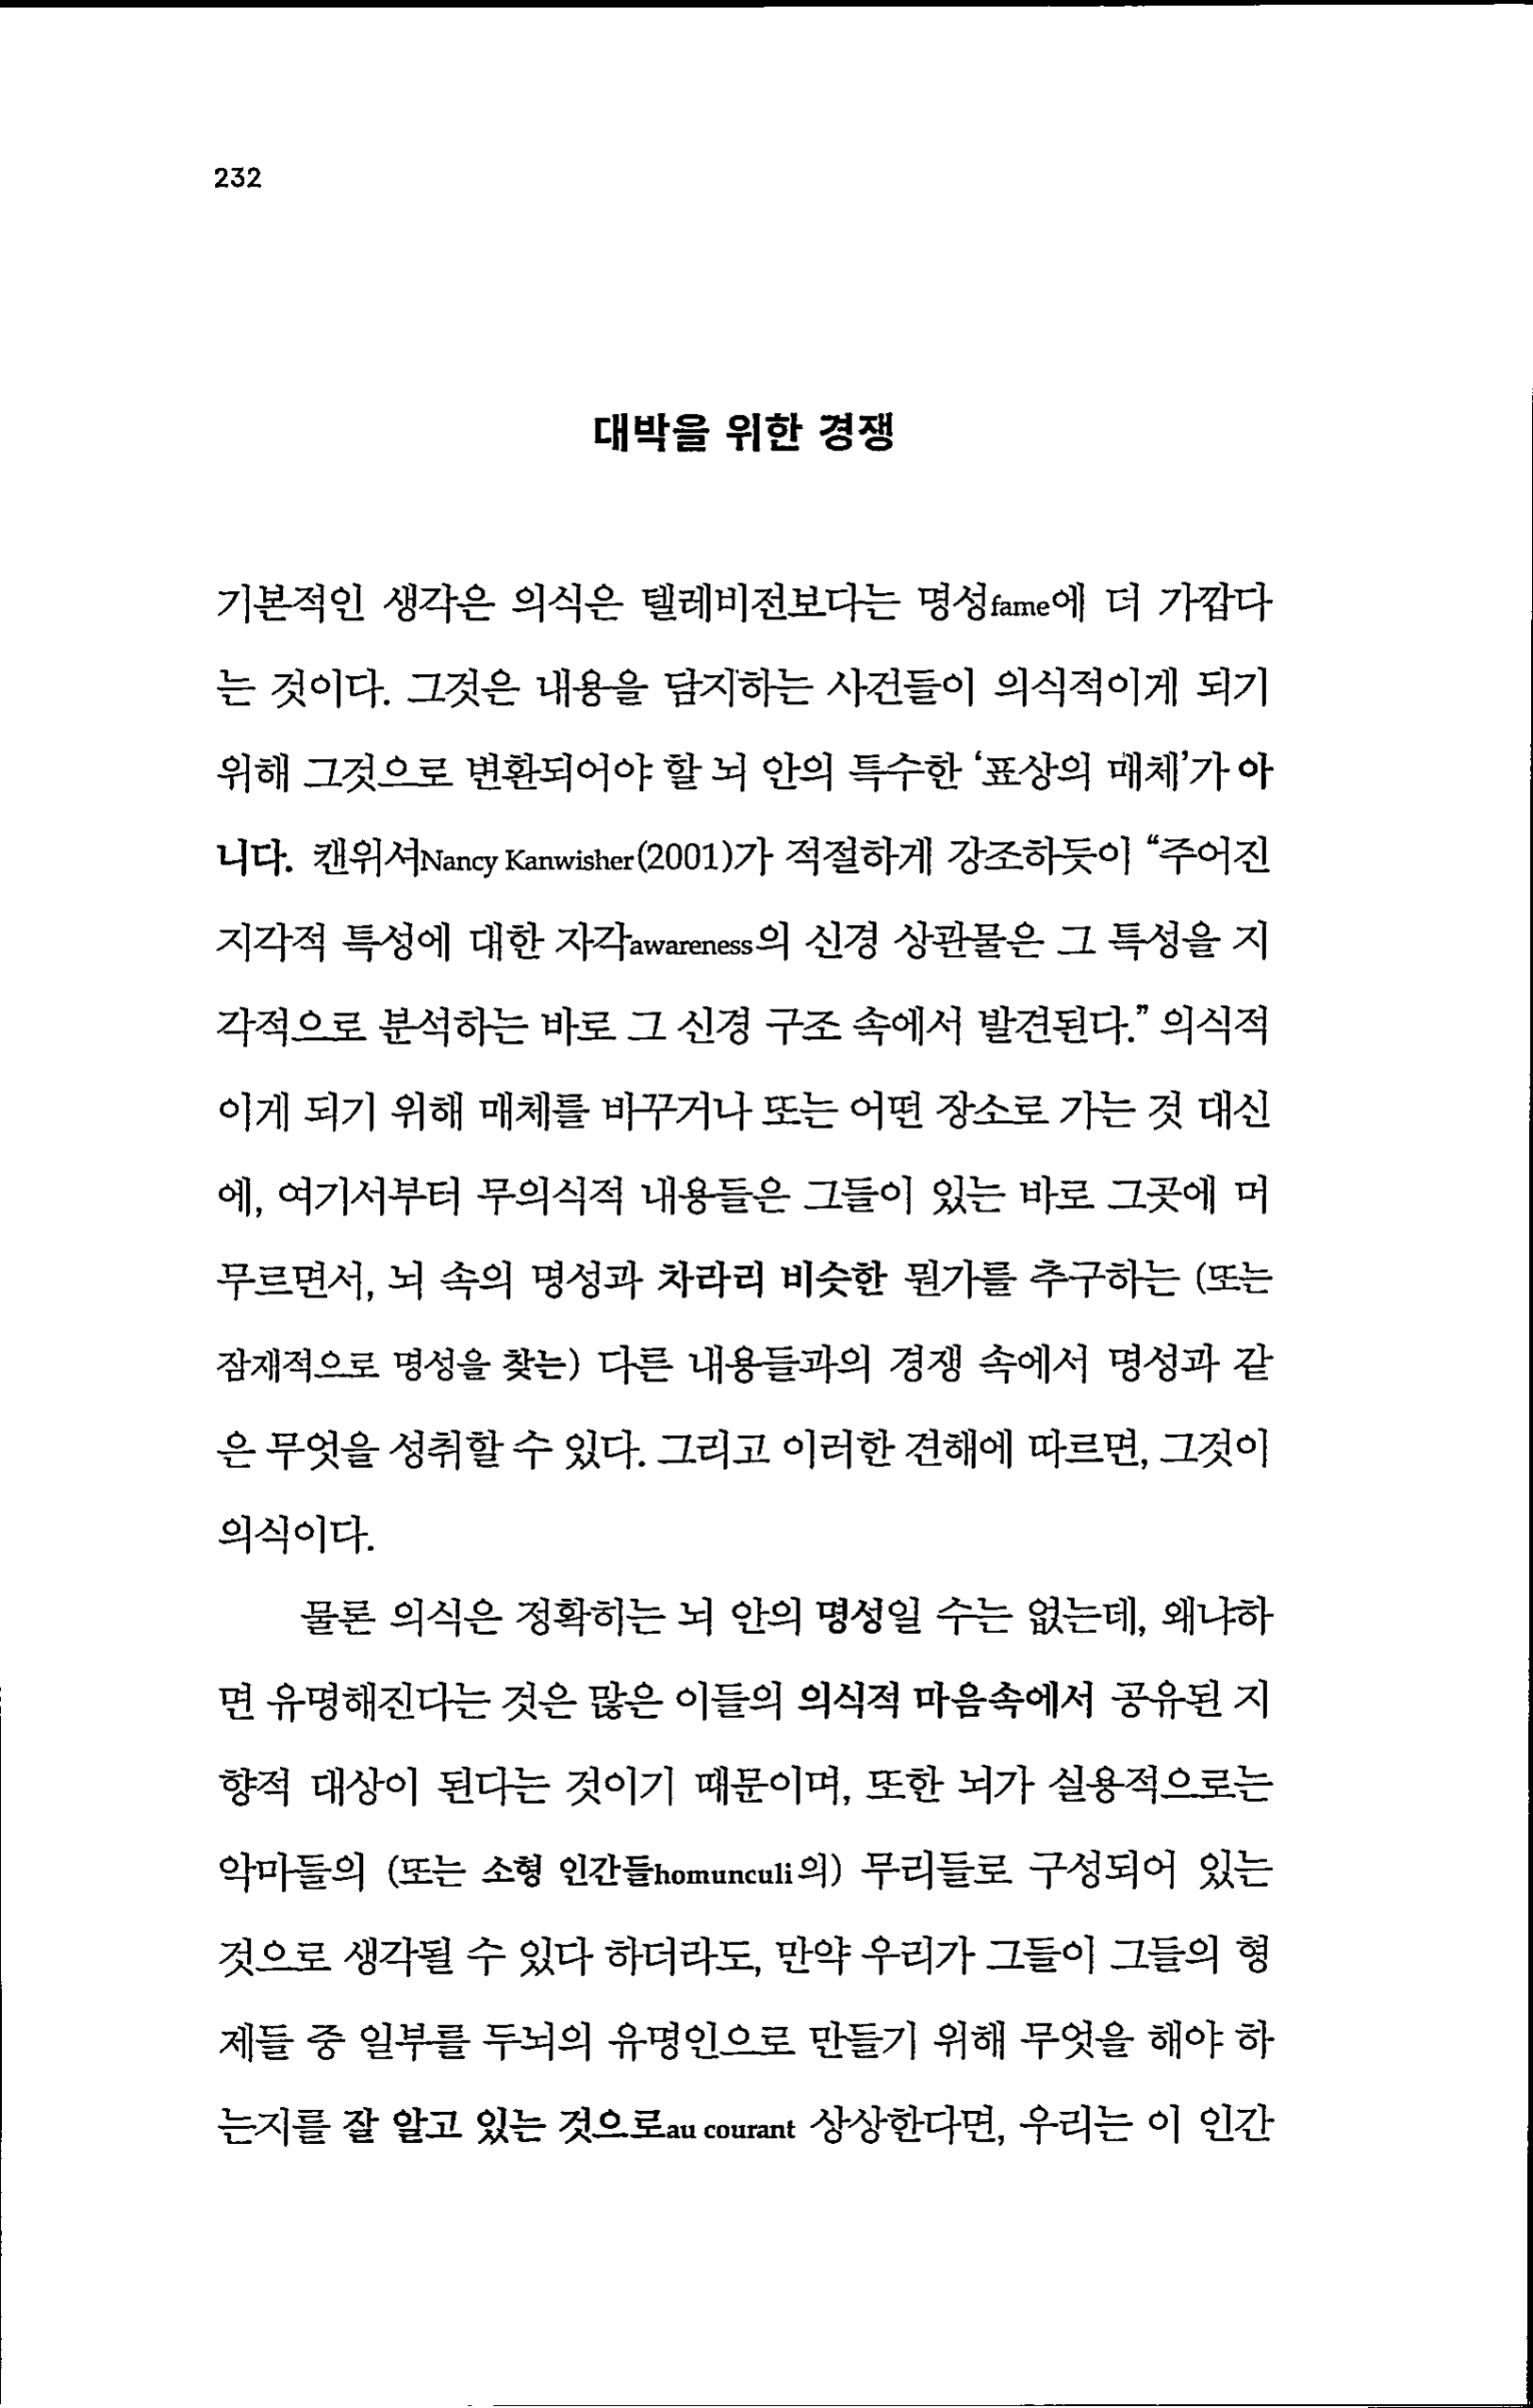 232
대박을 위한 경쟁
기본적인 생각은 의식은 텔레비전보다는 명성fame에 더 가깝다
는 것이다. 그것은 내용을 담지하는 사건들이 의식적이게 되기
위해 그것으로 변환되어야 할 뇌 안의 특수한 ‘표상의 매체’가 아
니다. 캔위셔Nancy Kanwisher(2001)가 적절하게 강조하듯이 “주어진
지각적 특성에 대한 자각awareness의 신경 상관물은 그 특성을 지
각적으로 분석하는 바로 그 신경 구조 속에서 발견된다.” 의식적
이게 되기 위해 매체를 바꾸거나 또는 어떤 장소로 가는 것 대신
에, 여기서부터 무의식적 내용들은 그들이 있는 바로 그곳에 머
무르면서, 뇌 속의 명성과 차라리 비슷한 뭔가를 추구하는 (또는
잠재적으로 명성을 찾는) 다른 내용들과의 경쟁 속에서 명성과 같
은 무엇을 성취할 수 있다. 그리고 이러한 견해에 따르면, 그것이
의식이다.
물론 의식은 정확히는 뇌 안의 명성일 수는 없는데, 왜냐하
면 유명해진다는 것은 많은 이들의 의식적 마음속에서 공유된 지
향적 대상이 된다는 것이기 때문이며, 또한 뇌가 실용적으로는
악마들의 (또는 소형 인간들homunculi의) 무리들로 구성되어 있는
것으로 생각될 수 있다 하더라도, 만약 우리가 그들이 그들의 형
제들 중 일부를 두뇌의 유명인으로 만들기 위해 무엇을 해야 하
는지를 잘 알고 있는 것으로au courant 상상한다면, 우리는 이 인간